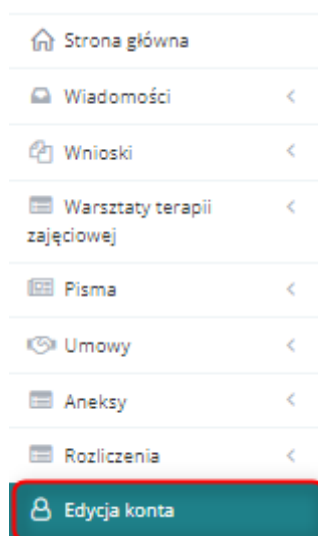 Strona główna
Wiadomości
Wnioski
Warsztaty terapii
zajęciowej
Pisma
Umowy
Aneksy
Rozliczenia
Edycja konta